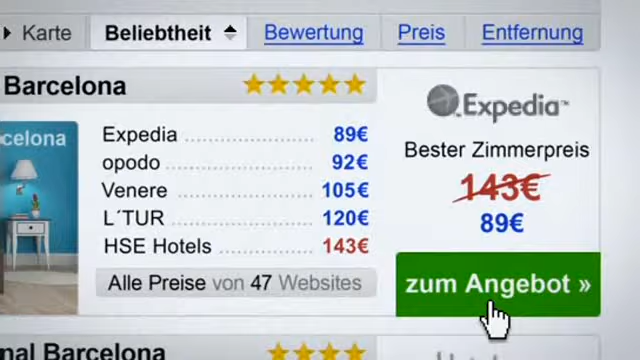 Karte Beliebtheit Bewertung Preis Entfernung
Barcelona
Expedia
celona
Expedia 89€
opodo 92€
Venere 105€
L´TUR 120€
HSE Hotels 143€
Alle Preise von 47 Websites
Bester Zimmerpreis
143€
89€
zum Angebot »
Barcelona